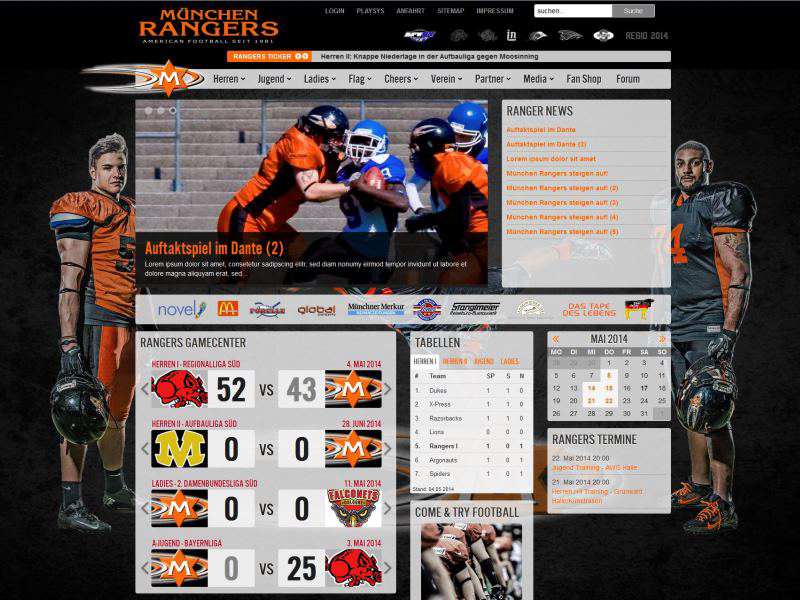 MÜNCHEN
RANGERS
AMERICAN FOOTBALL SEIT 1981
LOGIN PLAYSYS ANFAHRT SITEMAP IMPRESSUM
suchen... Suche
REGIO 2014
RANGERS TICKER Herren II: Knappe Niederlage in der Aufbauliga gegen Moosinning
M Herren Jugend Ladies Flag Cheers Verein Partner Media Fan Shop Forum
RANGER NEWS
Auftaktspiel im Dante
Auftaktspiel im Dante (2)
Lorem ipsum dolor sit amet
München Rangers steigen auf!
München Rangers steigen auf! (2)
München Rangers steigen auf! (3)
München Rangers steigen auf! (4)
München Rangers steigen auf! (5)
Auftaktspiel im Dante (2)
Lorem ipsum dolor sit amet, consetetur sadipscing elitr, sed diam nonumy eirmod tempor invidunt ut labore et
dolore magna aliquyam erat, sed...
novel M FORELLE global Münchner Merkur Stanglmeier DAS TAPE
HEIMATZEITUNGEN DES LEBENS
RANGERS GAMECENTER
HERREN I - REGIONALLIGA SÜD 4. MAI 2014
52 VS 43 M
HERREN II - AUFBAULIGA SÜD 28. JUNI 2014
M 0 VS 0 M
LADIES - 2. DAMENBUNDESLIGA SÜD 11. MAI 2014
M 0 VS 0 FALCONETS
A-JUGEND - BAYERNLIGA 3. MAI 2014
M 0 VS 25
TABELLEN
HERREN I HERREN II JUGEND LADIES
# Team SP S N
1. Dukes 1 1 0
2. X-Press 1 1 0
3. Razorbacks 1 1 0
4. Lions 0 0 0
5. Rangers I 1 0 1
6. Argonauts 1 0 1
7. Spiders 1 0 1
Stand: 04.05.2014
COME & TRY FOOTBALL
« MAI 2014 »
MO DI MI DO FR SA SO
28 29 30 1 2 3 4
5 6 7 8 9 10 11
12 13 14 15 16 17 18
19 20 21 22 23 24 25
26 27 28 29 30 31 1
RANGERS TERMINE
22. Mai 2014 20:00
Jugend Training - AWG Halle
21. Mai 2014 20:00
Herren I+II Training - Grünwald
Halle/Kunstrasen